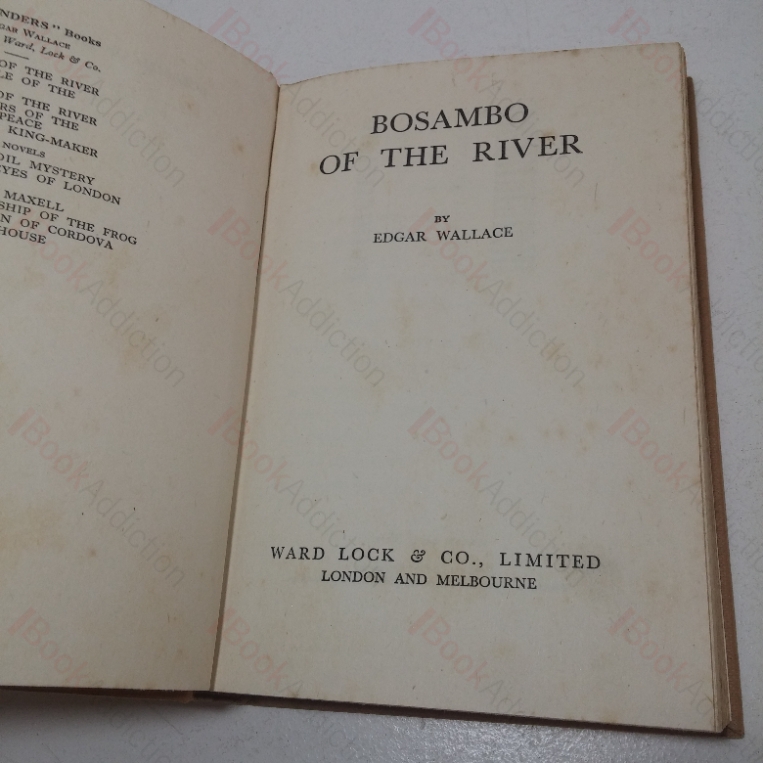 NDERS" Books
GAR WALLACE
Ward, Lock & Co.
OF THE RIVER
LE OF THE
OF THE RIVER
RS OF THE
PEACE
KING-MAKER
NOVELS
OIL MYSTERY
EYES OF LONDON
MAXELL
SHIP OF THE FROG
N OF CORDOVA
HOUSE
BOSAMBO
OF THE RIVER
BY
EDGAR WALLACE
WARD LOCK & CO., LIMITED
LONDON AND MELBOURNE
BookAddiction